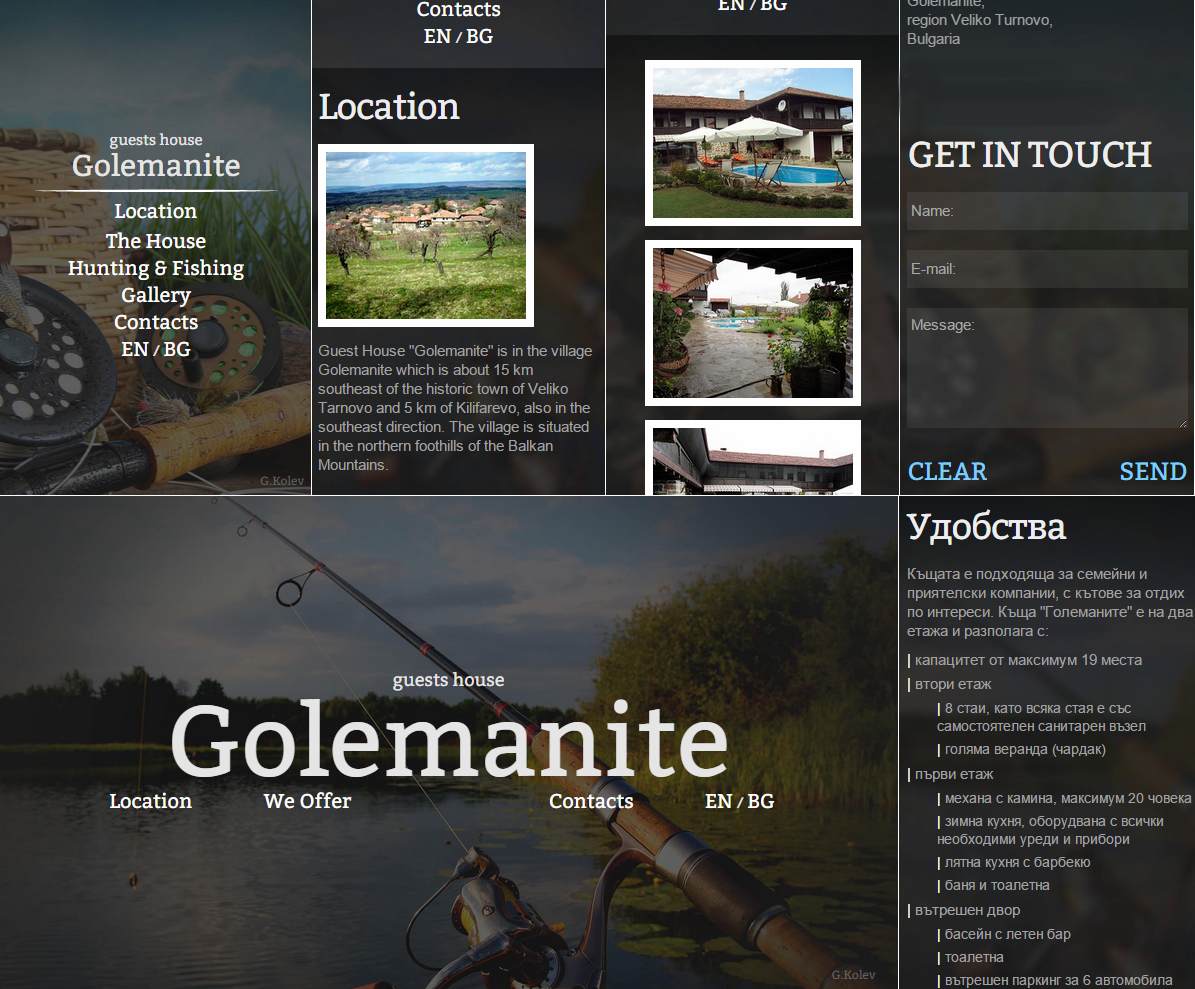 guests house
Golemanite
Location
The House
Hunting & Fishing
Gallery
Contacts
EN / BG
G.Kolev
Contacts
EN / BG
Location
Guest House "Golemanite" is in the village
Golemanite which is about 15 km
southeast of the historic town of Veliko
Tarnovo and 5 km of Kilifarevo, also in the
southeast direction. The village is situated
in the northern foothills of the Balkan
Mountains.
EN / BG
Golemanite,
region Veliko Turnovo,
Bulgaria
GET IN TOUCH
Name:
E-mail:
Message:
CLEAR SEND
guests house
Golemanite
Location We Offer Contacts EN / BG
G.Kolev
Удобства
Къщата е подходяща за семейни и
приятелски компании, с кътове за отдих
по интереси. Къща "Големаните" е на два
етажа и разполага с:
| капацитет от максимум 19 места
| втори етаж
| 8 стаи, като всяка стая е със
самостоятелен санитарен възел
| голяма веранда (чардак)
| първи етаж
| механа с камина, максимум 20 човека
| зимна кухня, оборудвана с всички
необходими уреди и прибори
| лятна кухня с барбекю
| баня и тоалетна
| вътрешен двор
| басейн с летен бар
| тоалетна
| вътрешен паркинг за 6 автомобила